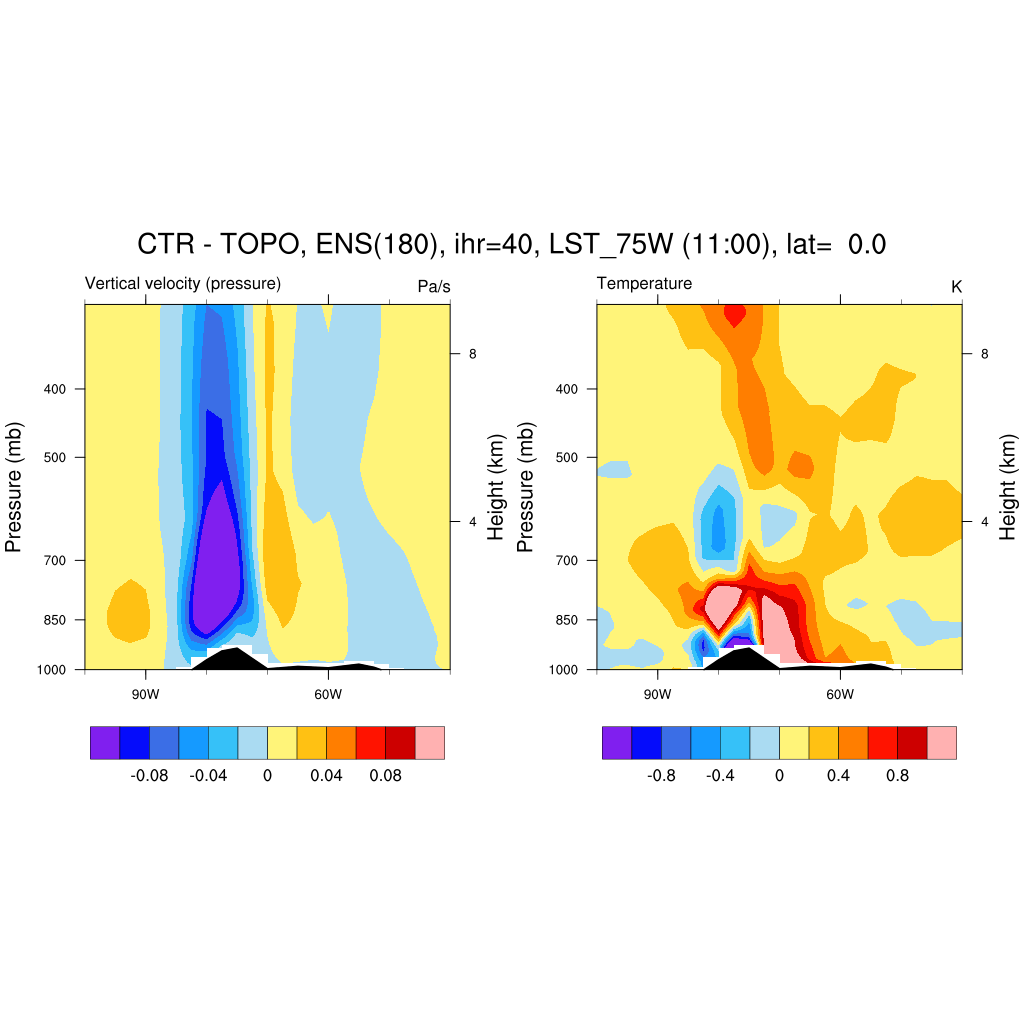 CTR - TOPO, ENS(180), ihr=40, LST_75W (11:00), lat=  0.0
Vertical velocity (pressure)
Pa/s
Pressure (mb)
400
500
700
850
1000
90W
60W
8
4
Height (km)
-0.08
-0.04
0
0.04
0.08
Temperature
K
Pressure (mb)
400
500
700
850
1000
90W
60W
8
4
Height (km)
-0.8
-0.4
0
0.4
0.8